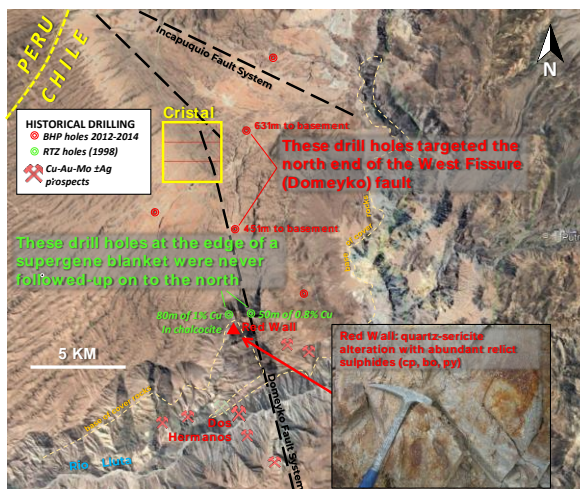 PERU
CHILE
Incapuquio Fault System
N
HISTORICAL DRILLING
BHP holes 2012-2014
RTZ holes (1998)
Cu-Au-Mo ±Ag
prospects
Cristal
631m to basement
These drill holes targeted the
north end of the West Fissure
(Domeyko) fault
These drill holes at the edge of a
supergene blanket were never
followed-up on to the north
80m of 1% Cu
in chalcocite
50m of 0.8% Cu
Red Wall
5 KM
Red Wall: quartz-sericite
alteration with abundant relict
sulphides (cp, bo, py)
Domeyko Fault System
Dos
Hermanos
Rio Lluta